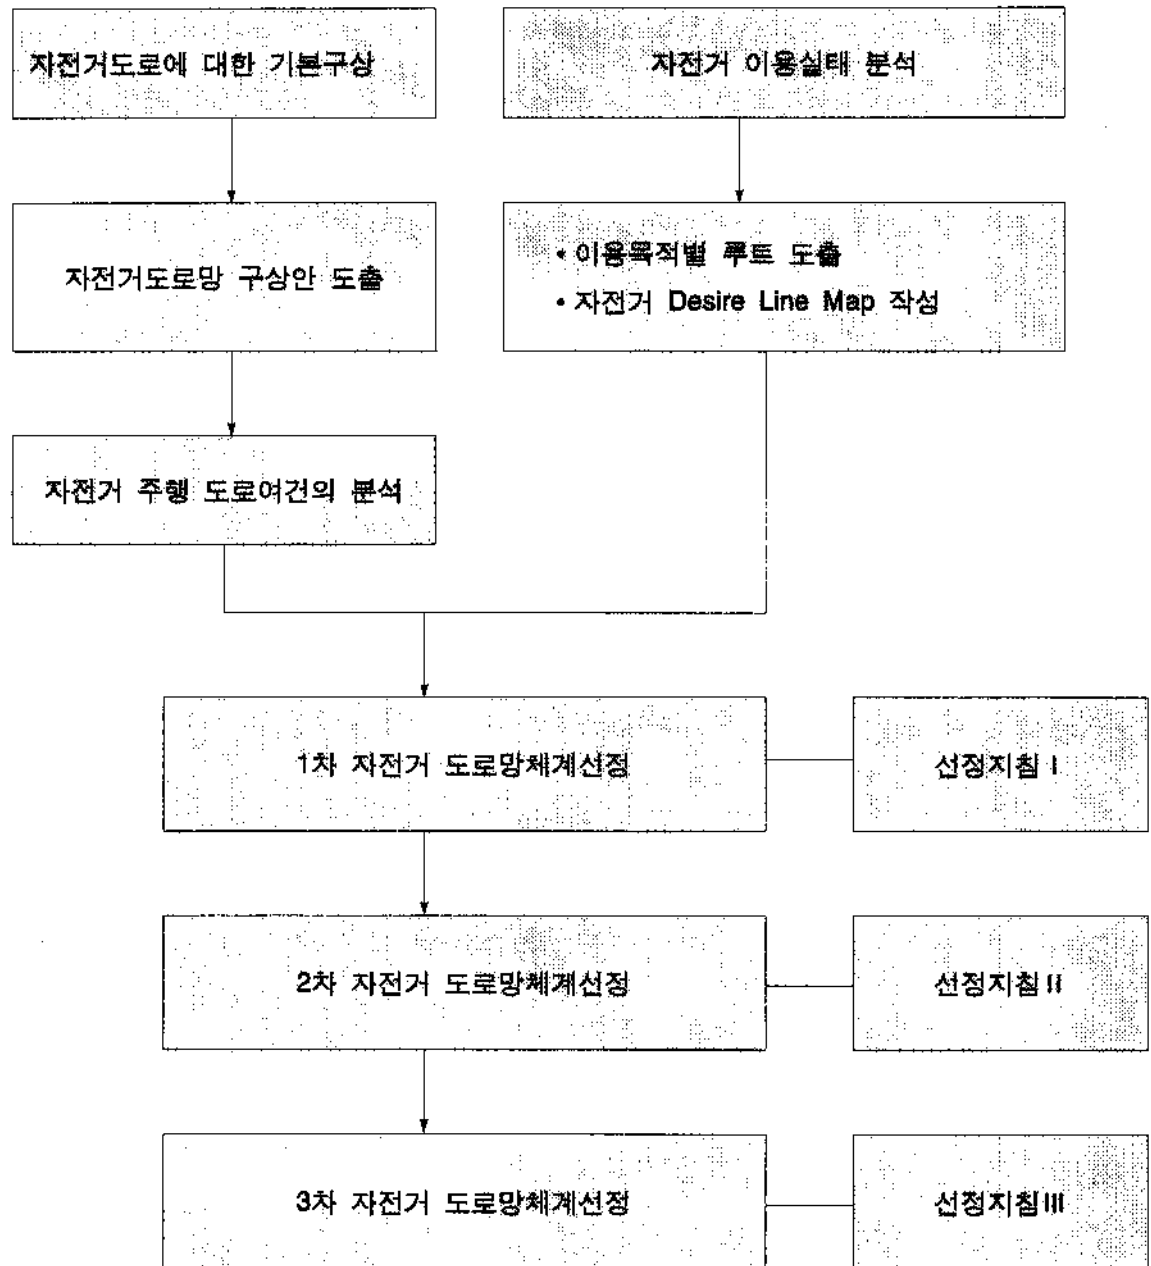 자전거도로에 대한 기본구상
자전거 이용실태 분석
자전거도로망 구상안 도출
• 이용목적별 루트 도출
• 자전거 Desire Line Map 작성
자전거 주행 도로여건의 분석
1차 자전거 도로망체계선정
선정지침 I
2차 자전거 도로망체계선정
선정지침 II
3차 자전거 도로망체계선정
선정지침 III